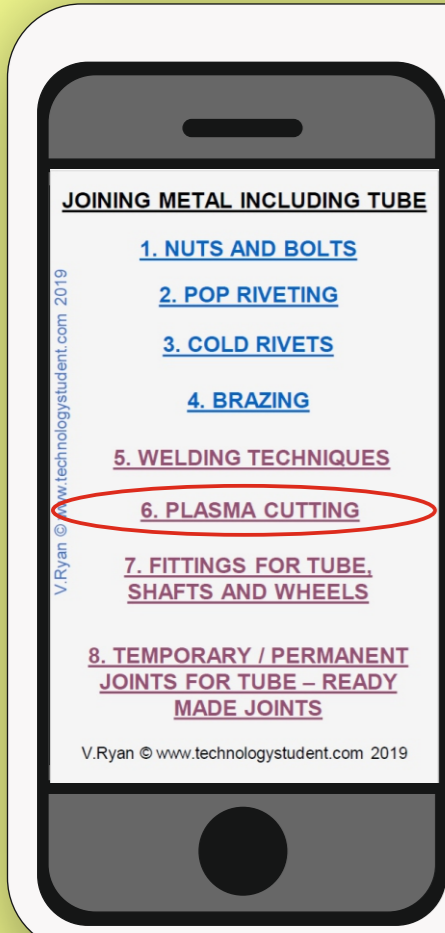 JOINING METAL INCLUDING TUBE
1. NUTS AND BOLTS
2. POP RIVETING
3. COLD RIVETS
4. BRAZING
5. WELDING TECHNIQUES
6. PLASMA CUTTING
7. FITTINGS FOR TUBE,
SHAFTS AND WHEELS
8. TEMPORARY / PERMANENT
JOINTS FOR TUBE – READY
MADE JOINTS
V.Ryan © www.technologystudent.com 2019
V.Ryan © www.technologystudent.com 2019